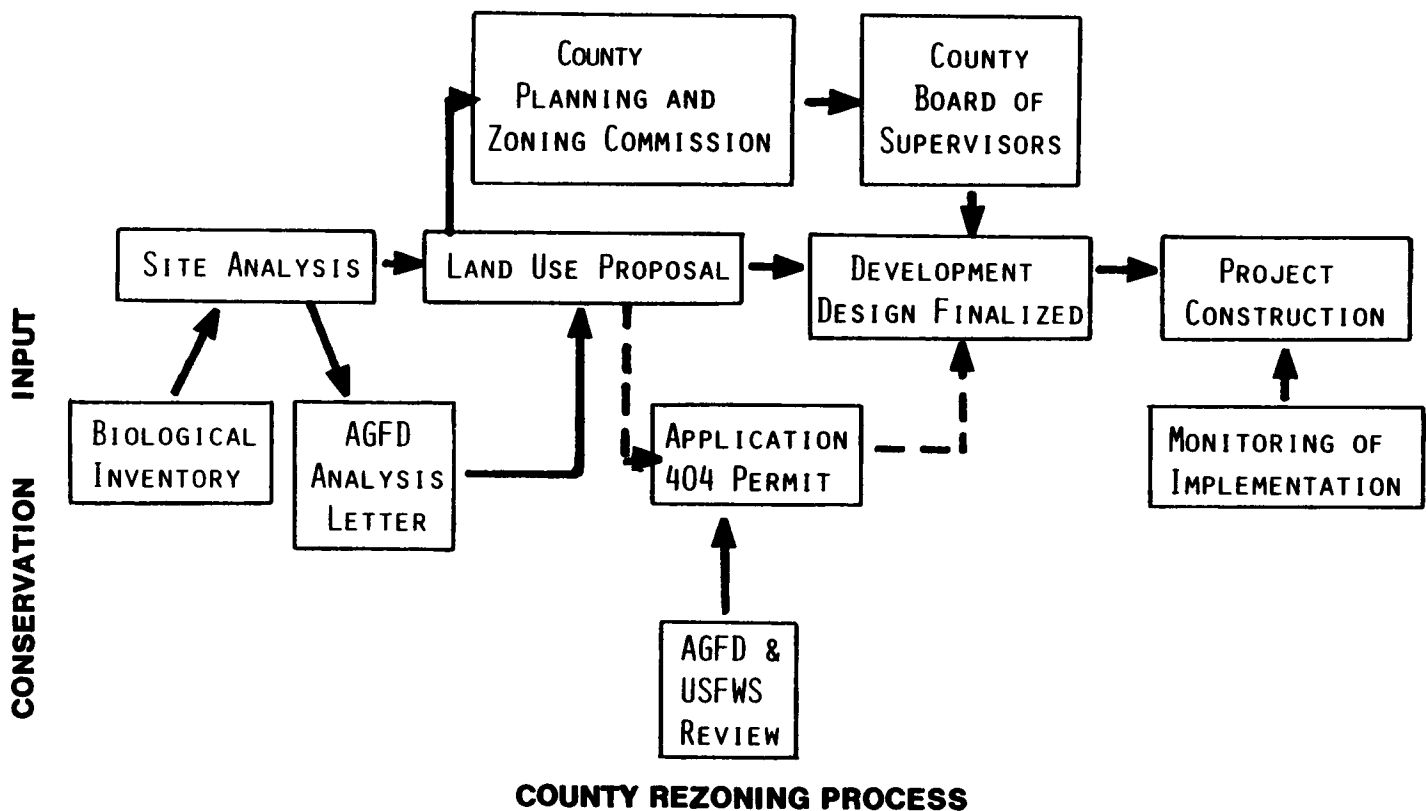 COUNTY
PLANNING AND
ZONING COMMISSION
COUNTY
BOARD OF
SUPERVISORS
SITE ANALYSIS
LAND USE PROPOSAL
DEVELOPMENT
DESIGN FINALIZED
PROJECT
CONSTRUCTION
BIOLOGICAL
INVENTORY
AGFD
ANALYSIS
LETTER
APPLICATION
404 PERMIT
MONITORING OF
IMPLEMENTATION
AGFD &
USFWS
REVIEW
CONSERVATION INPUT
COUNTY REZONING PROCESS